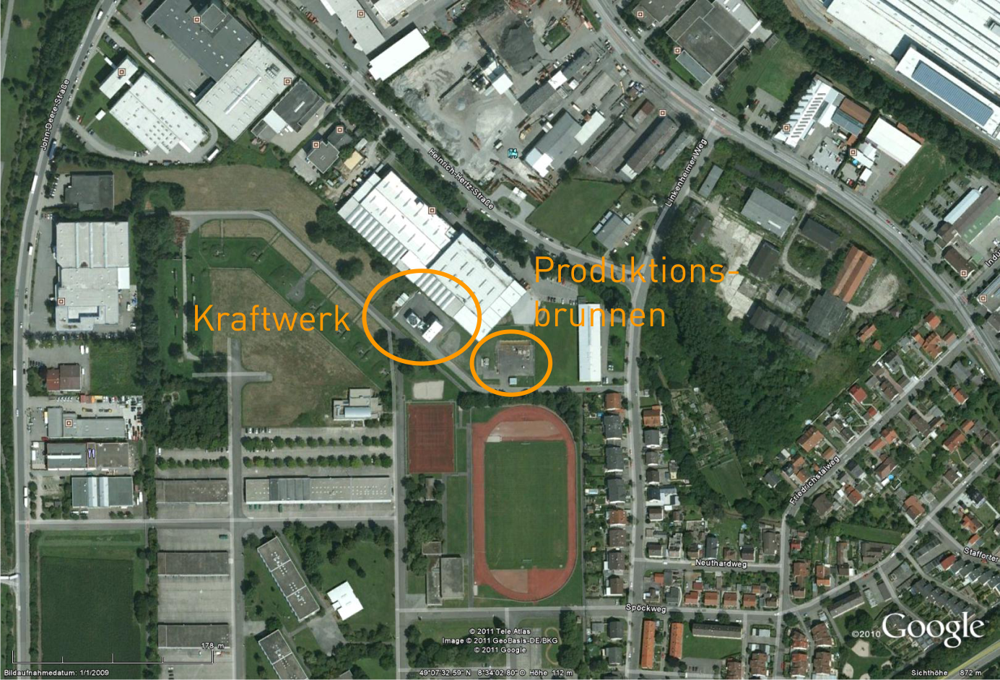 John-Deere-Straße
Heinrich-Hertz-Straße
Linkenheimer Weg
Produktions-
brunnen
Kraftwerk
Friedrichstalweg
Neuthardweg
Spöckweg
© 2011 Tele Atlas
Image © 2011 GeoBasis-DE/BKG
© 2011 Google
©2010 Google
178 m
Bildaufnahmedatum: 1/1/2009
49°07'32.59" N 8°34'02.80" O Höhe 112 m
Sichthöhe 872 m